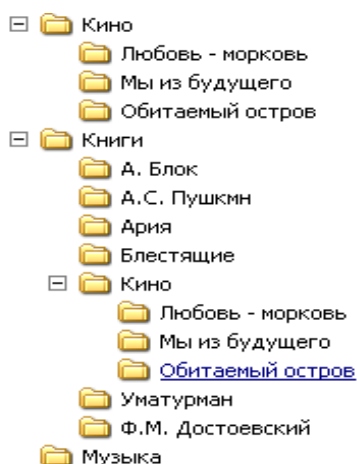 Кино
Любовь - морковь
Мы из будущего
Обитаемый остров
Книги
А. Блок
А.С. Пушкмн
Ария
Блестящие
Кино
Любовь - морковь
Мы из будущего
Обитаемый остров
Уматурман
Ф.М. Достоевский
Музыка